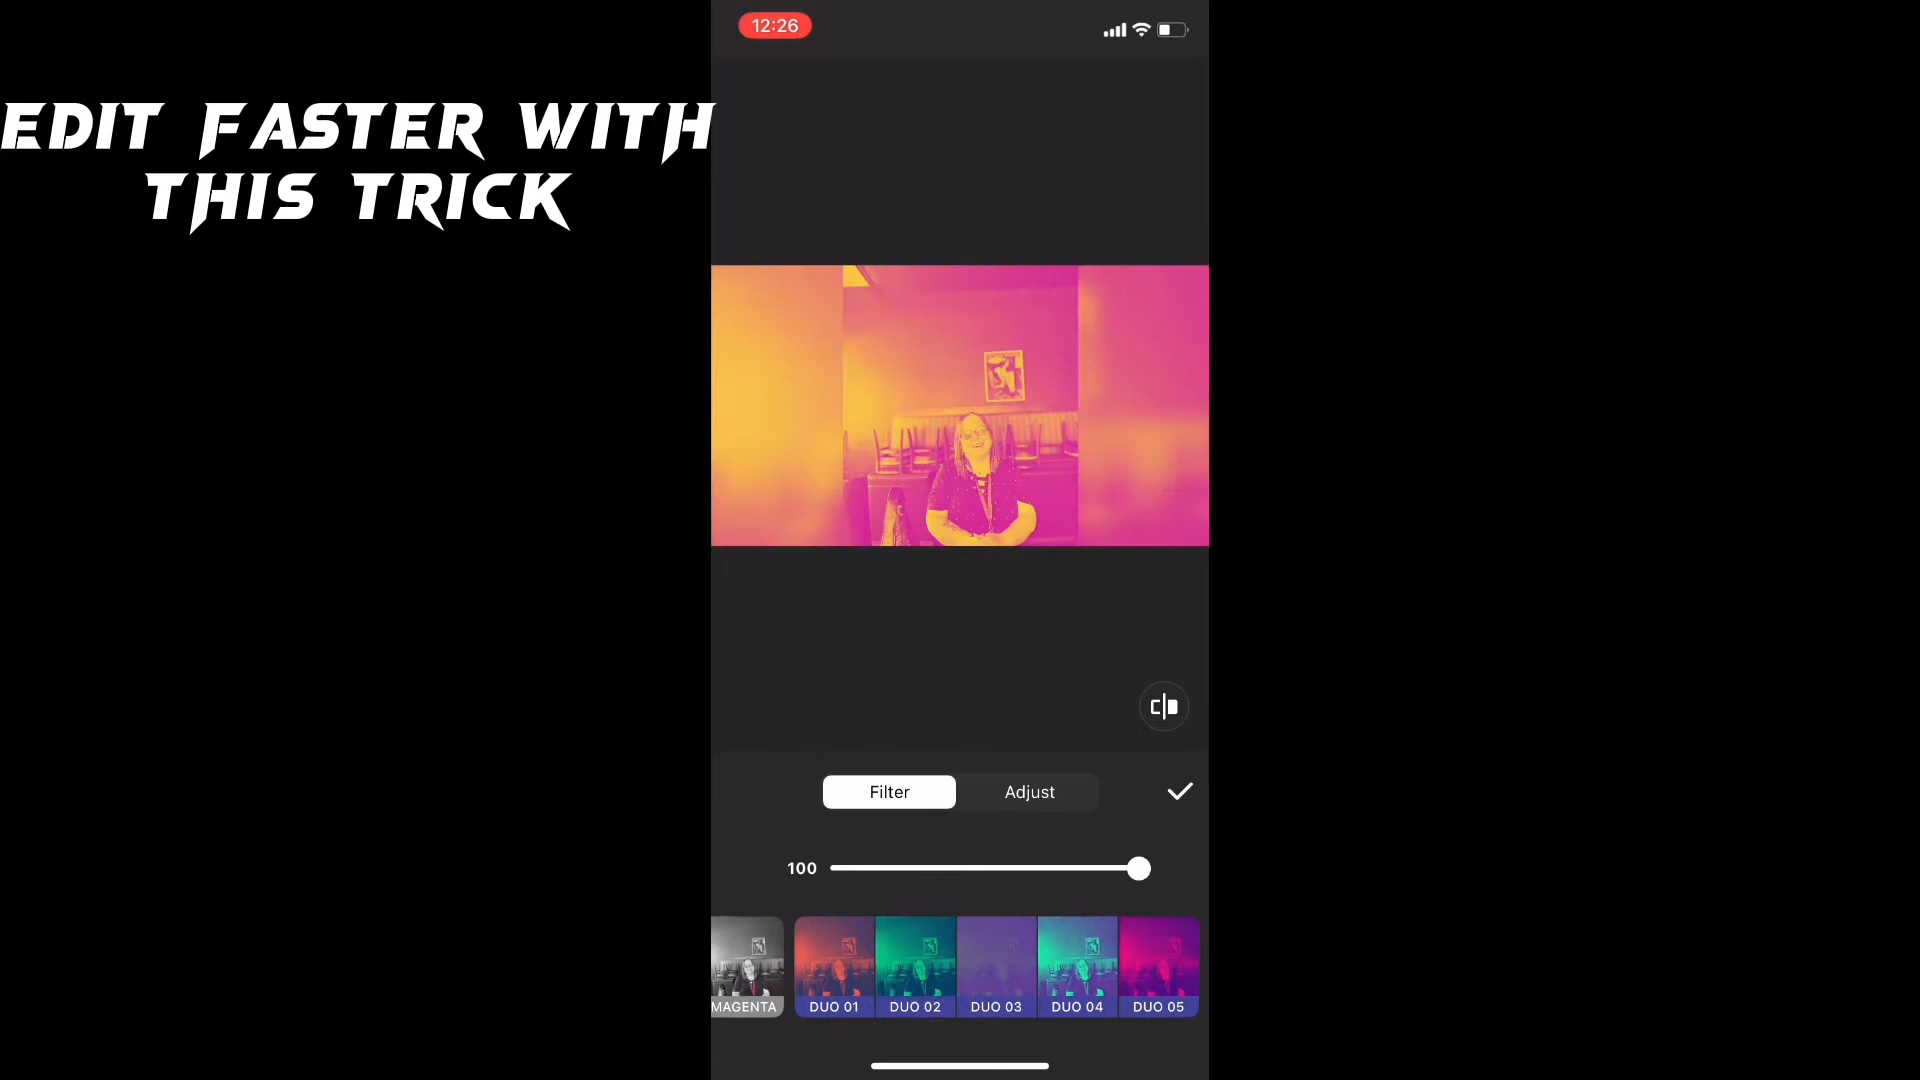 12:26
EDIT FASTER WITH
THIS TRICK
Filter
Adjust
100
MAGENTA
DUO 01
DUO 02
DUO 03
DUO 04
DUO 05